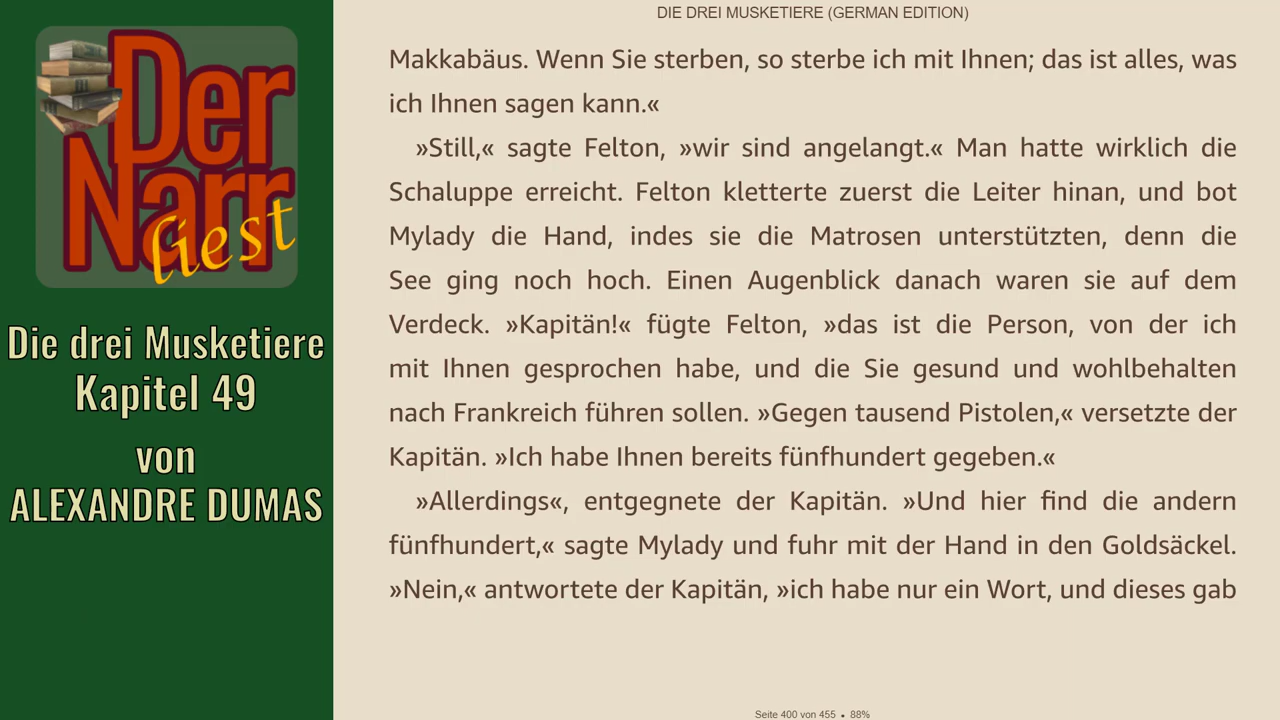 Der
Narr
liest
Die drei Musketiere
Kapitel 49
von
ALEXANDRE DUMAS
DIE DREI MUSKETIERE (GERMAN EDITION)
Makkabäus. Wenn Sie sterben, so sterbe ich mit Ihnen; das ist alles, was
ich Ihnen sagen kann.«
»Still,« sagte Felton, »wir sind angelangt.« Man hatte wirklich die
Schaluppe erreicht. Felton kletterte zuerst die Leiter hinan, und bot
Mylady die Hand, indes sie die Matrosen unterstützten, denn die
See ging noch hoch. Einen Augenblick danach waren sie auf dem
Verdeck. »Kapitän!« fügte Felton, »das ist die Person, von der ich
mit Ihnen gesprochen habe, und die Sie gesund und wohlbehalten
nach Frankreich führen sollen. »Gegen tausend Pistolen,« versetzte der
Kapitän. »Ich habe Ihnen bereits fünfhundert gegeben.«
»Allerdings«, entgegnete der Kapitän. »Und hier find die andern
fünfhundert,« sagte Mylady und fuhr mit der Hand in den Goldsäckel.
»Nein,« antwortete der Kapitän, »ich habe nur ein Wort, und dieses gab
Seite 400 von 455 • 88%